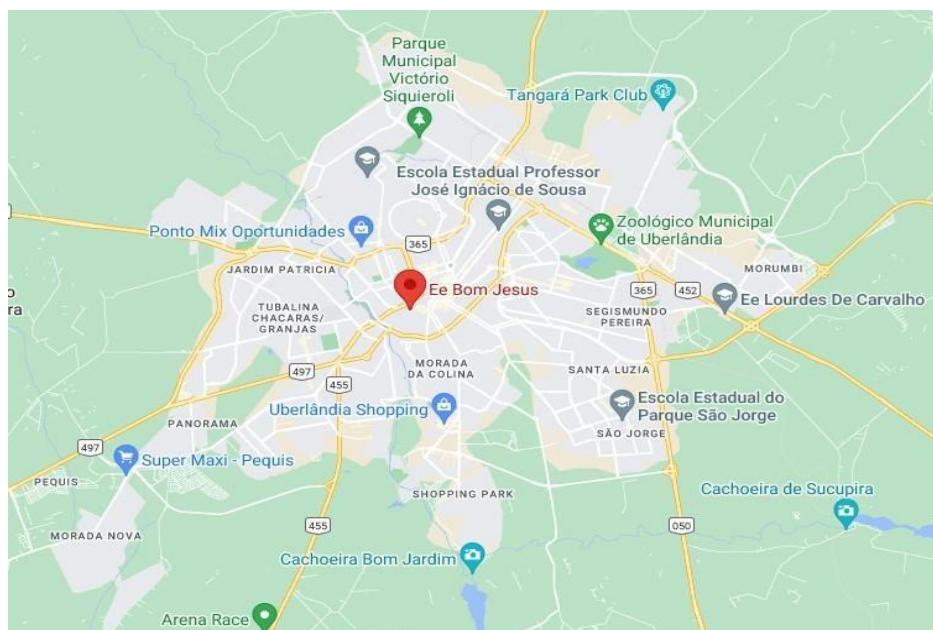 Parque
Municipal
Victório
Siquieroli
Tangará Park Club
Escola Estadual Professor
José Ignácio de Sousa
Ponto Mix Oportunidades
365
Zoológico Municipal
de Uberlândia
JARDIM PATRICIA
MORUMBI
o
ra
Ee Bom Jesus
365
452
Ee Lourdes De Carvalho
TUBALINA
CHACARAS/
GRANJAS
SEGISMUNDO
PEREIRA
497
455
MORADA
DA COLINA
SANTA LUZIA
Uberlândia Shopping
Escola Estadual do
Parque São Jorge
PANORAMA
SÃO JORGE
497
Super Maxi - Pequis
PEQUIS
SHOPPING PARK
Cachoeira de Sucupira
455
050
MORADA NOVA
Cachoeira Bom Jardim
Arena Race